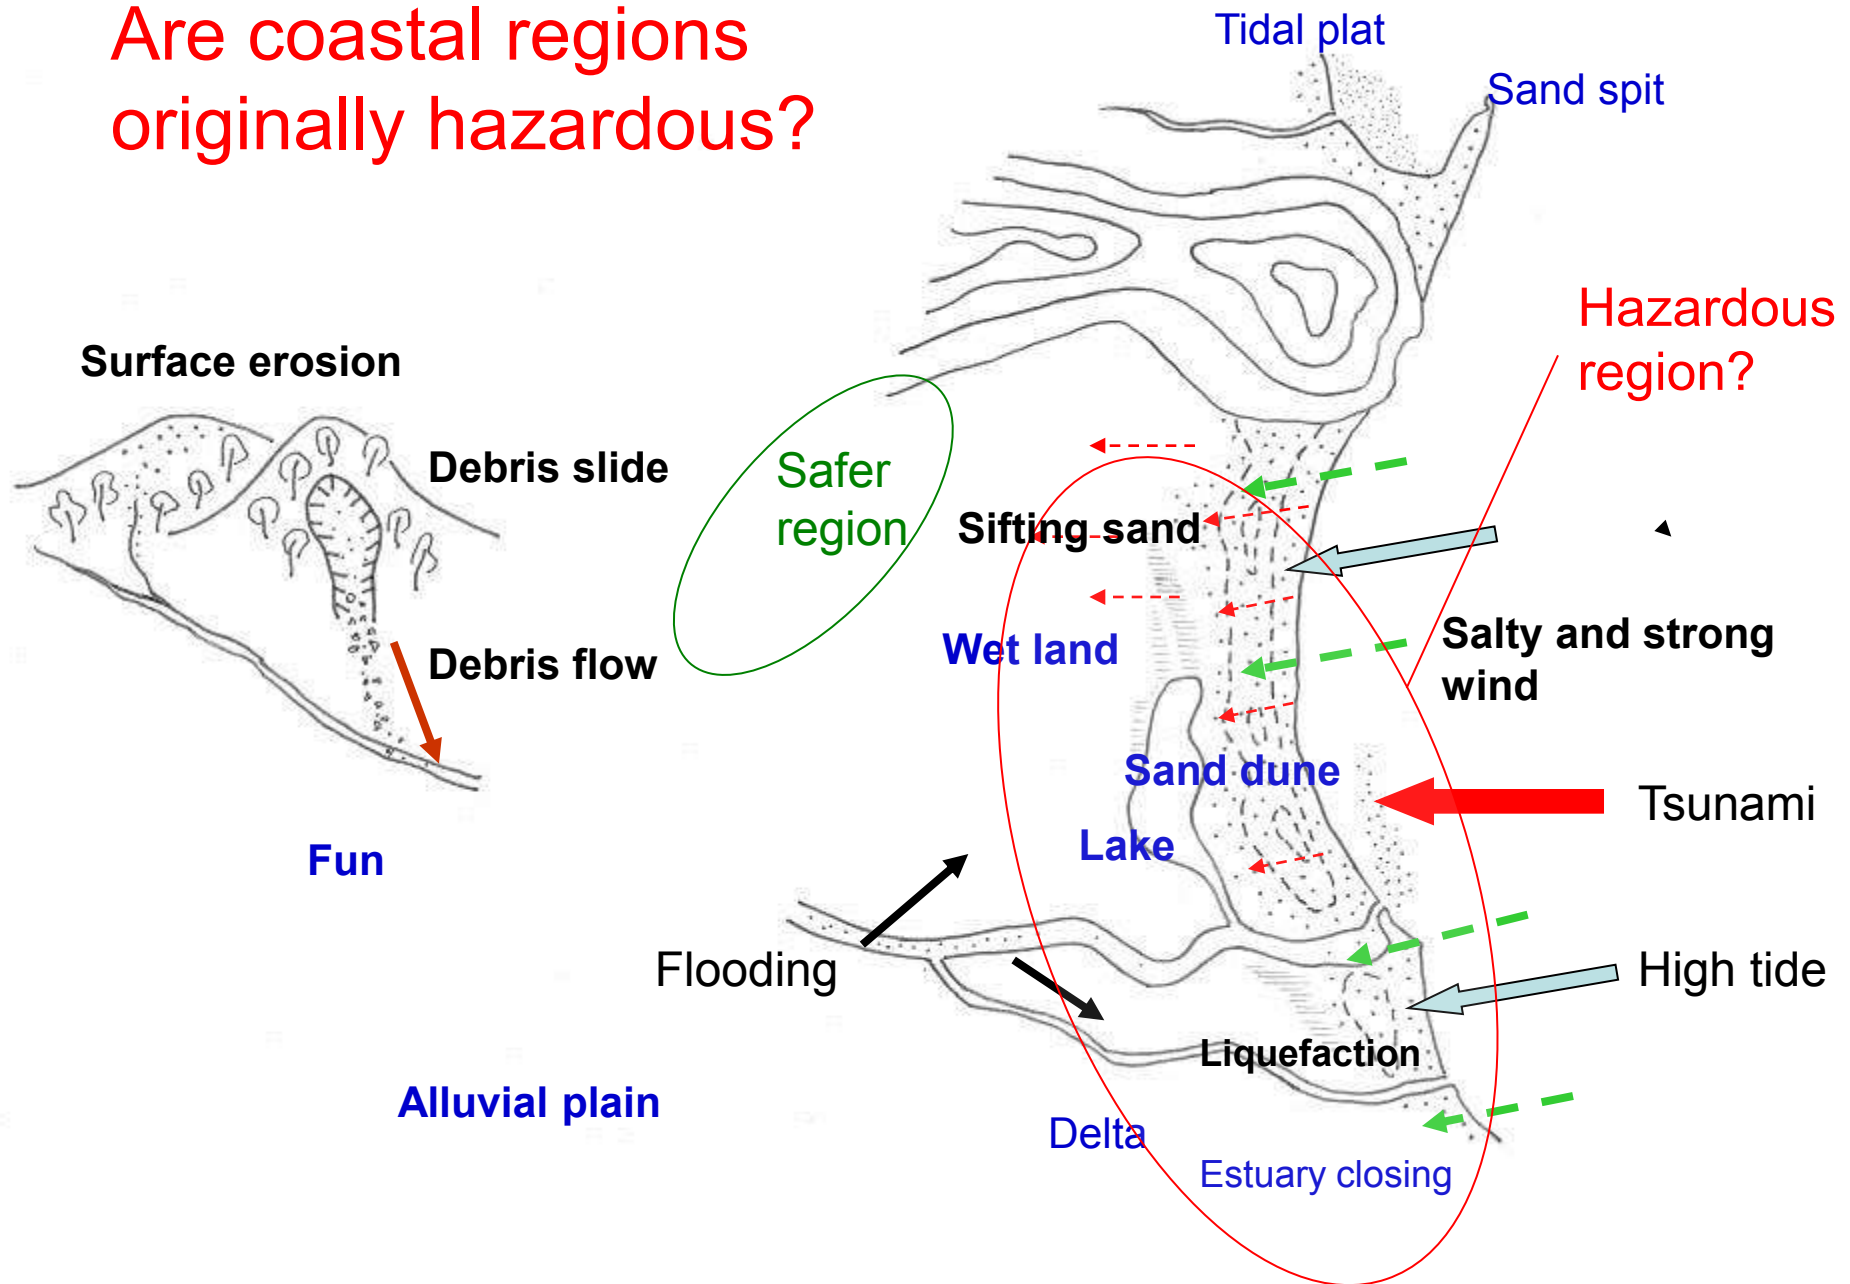 Are coastal regions
originally hazardous?
Tidal plat
Sand spit
Hazardous
region?
Surface erosion
Debris slide
Safer
region
Sifting sand
Debris flow
Wet land
Salty and strong
wind
Sand dune
Tsunami
Lake
Fun
Flooding
High tide
Liquefaction
Alluvial plain
Delta
Estuary closing